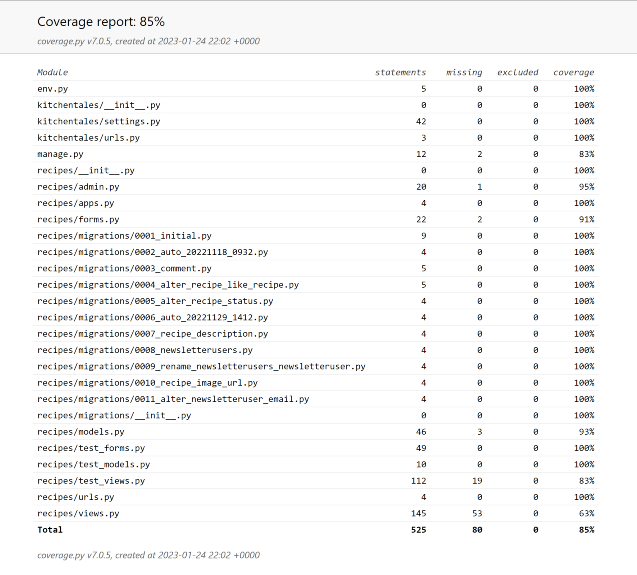 Coverage report: 85%
coverage.py v7.0.5, created at 2023-01-24 22:02 +0000
Module statements missing excluded coverage
env.py 5 0 0 100%
kitchentales/__init__.py 0 0 0 100%
kitchentales/settings.py 42 0 0 100%
kitchentales/urls.py 3 0 0 100%
manage.py 12 2 0 83%
recipes/__init__.py 0 0 0 100%
recipes/admin.py 20 1 0 95%
recipes/apps.py 4 0 0 100%
recipes/forms.py 22 2 0 91%
recipes/migrations/0001_initial.py 9 0 0 100%
recipes/migrations/0002_auto_20221118_0932.py 4 0 0 100%
recipes/migrations/0003_comment.py 5 0 0 100%
recipes/migrations/0004_alter_recipe_like_recipe.py 5 0 0 100%
recipes/migrations/0005_alter_recipe_status.py 4 0 0 100%
recipes/migrations/0006_auto_20221129_1412.py 4 0 0 100%
recipes/migrations/0007_recipe_description.py 4 0 0 100%
recipes/migrations/0008_newsletterusers.py 4 0 0 100%
recipes/migrations/0009_rename_newsletterusers_newsletteruser.py 4 0 0 100%
recipes/migrations/0010_recipe_image_url.py 4 0 0 100%
recipes/migrations/0011_alter_newsletteruser_email.py 4 0 0 100%
recipes/migrations/__init__.py 0 0 0 100%
recipes/models.py 46 3 0 93%
recipes/test_forms.py 49 0 0 100%
recipes/test_models.py 10 0 0 100%
recipes/test_views.py 112 19 0 83%
recipes/urls.py 4 0 0 100%
recipes/views.py 145 53 0 63%
Total 525 80 0 85%
coverage.py v7.0.5, created at 2023-01-24 22:02 +0000